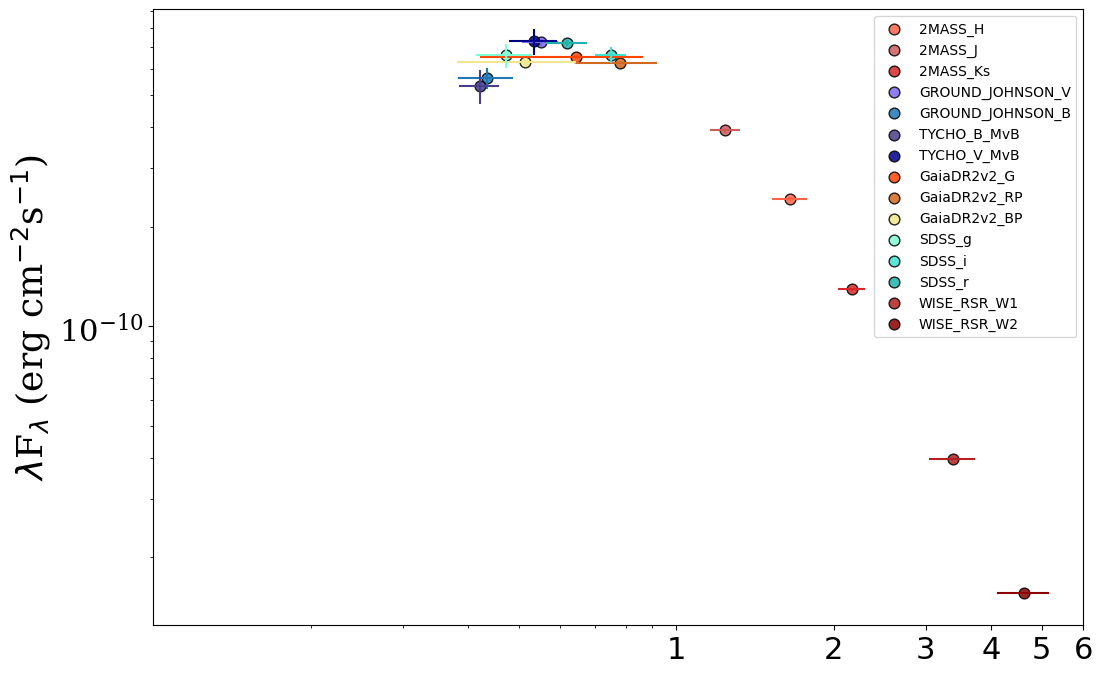 λF_λ (erg cm⁻²s⁻¹)
10⁻¹⁰
2MASS_H
2MASS_J
2MASS_Ks
GROUND_JOHNSON_V
GROUND_JOHNSON_B
TYCHO_B_MvB
TYCHO_V_MvB
GaiaDR2v2_G
GaiaDR2v2_RP
GaiaDR2v2_BP
SDSS_g
SDSS_i
SDSS_r
WISE_RSR_W1
WISE_RSR_W2
1 2 3 4 5 6